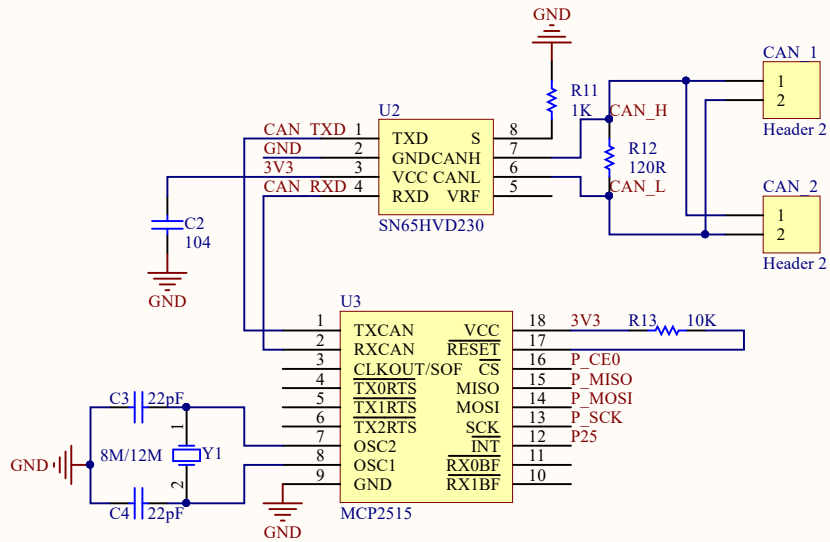 GND
CAN_1
R11
1K
CAN_H
1
2
Header 2
U2
CAN_TXD 1 TXD S 8
GND 2 GND CANH 7
3V3 3 VCC CANL 6
CAN_RXD 4 RXD VRF 5
SN65HVD230
R12
120R
CAN_L
CAN_2
1
2
Header 2
C2
104
GND
U3
1 TXCAN VCC 18 3V3 R13 10K
2 RXCAN RESET 17
3 CLKOUT/SOF CS 16 P_CE0
4 TX0RTS MISO 15 P_MISO
5 TX1RTS MOSI 14 P_MOSI
6 TX2RTS SCK 13 P_SCK
7 OSC2 INT 12 P25
8 OSC1 RX0BF 11
9 GND RX1BF 10
MCP2515
C3 22pF
1
8M/12M Y1
GND
2
C4 22pF
GND